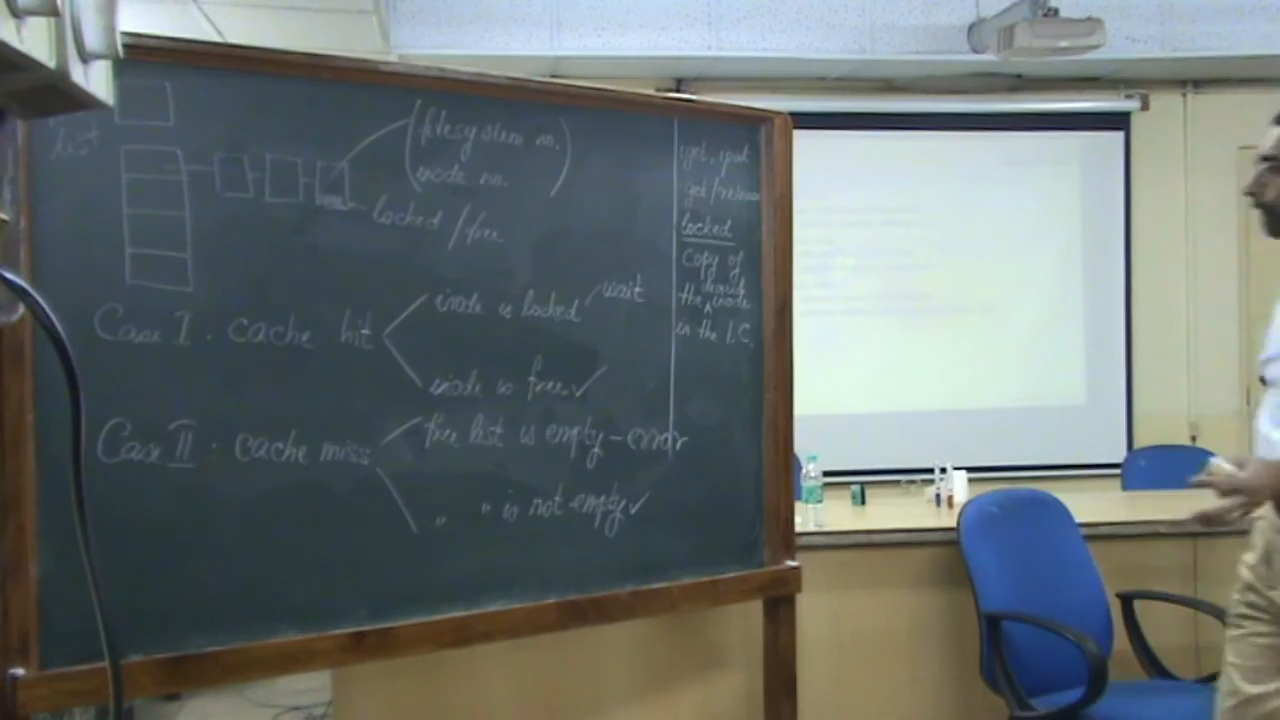 list
(filesystem no.
inode no.)
locked / free
Case I . cache hit
inode is locked
wait
inode is free ✓
Case II . cache miss
free list is empty - error
" " is not empty ✓
iget, iput
get/release
locked
Copy of
desired
the ^ inode
in the I.C.